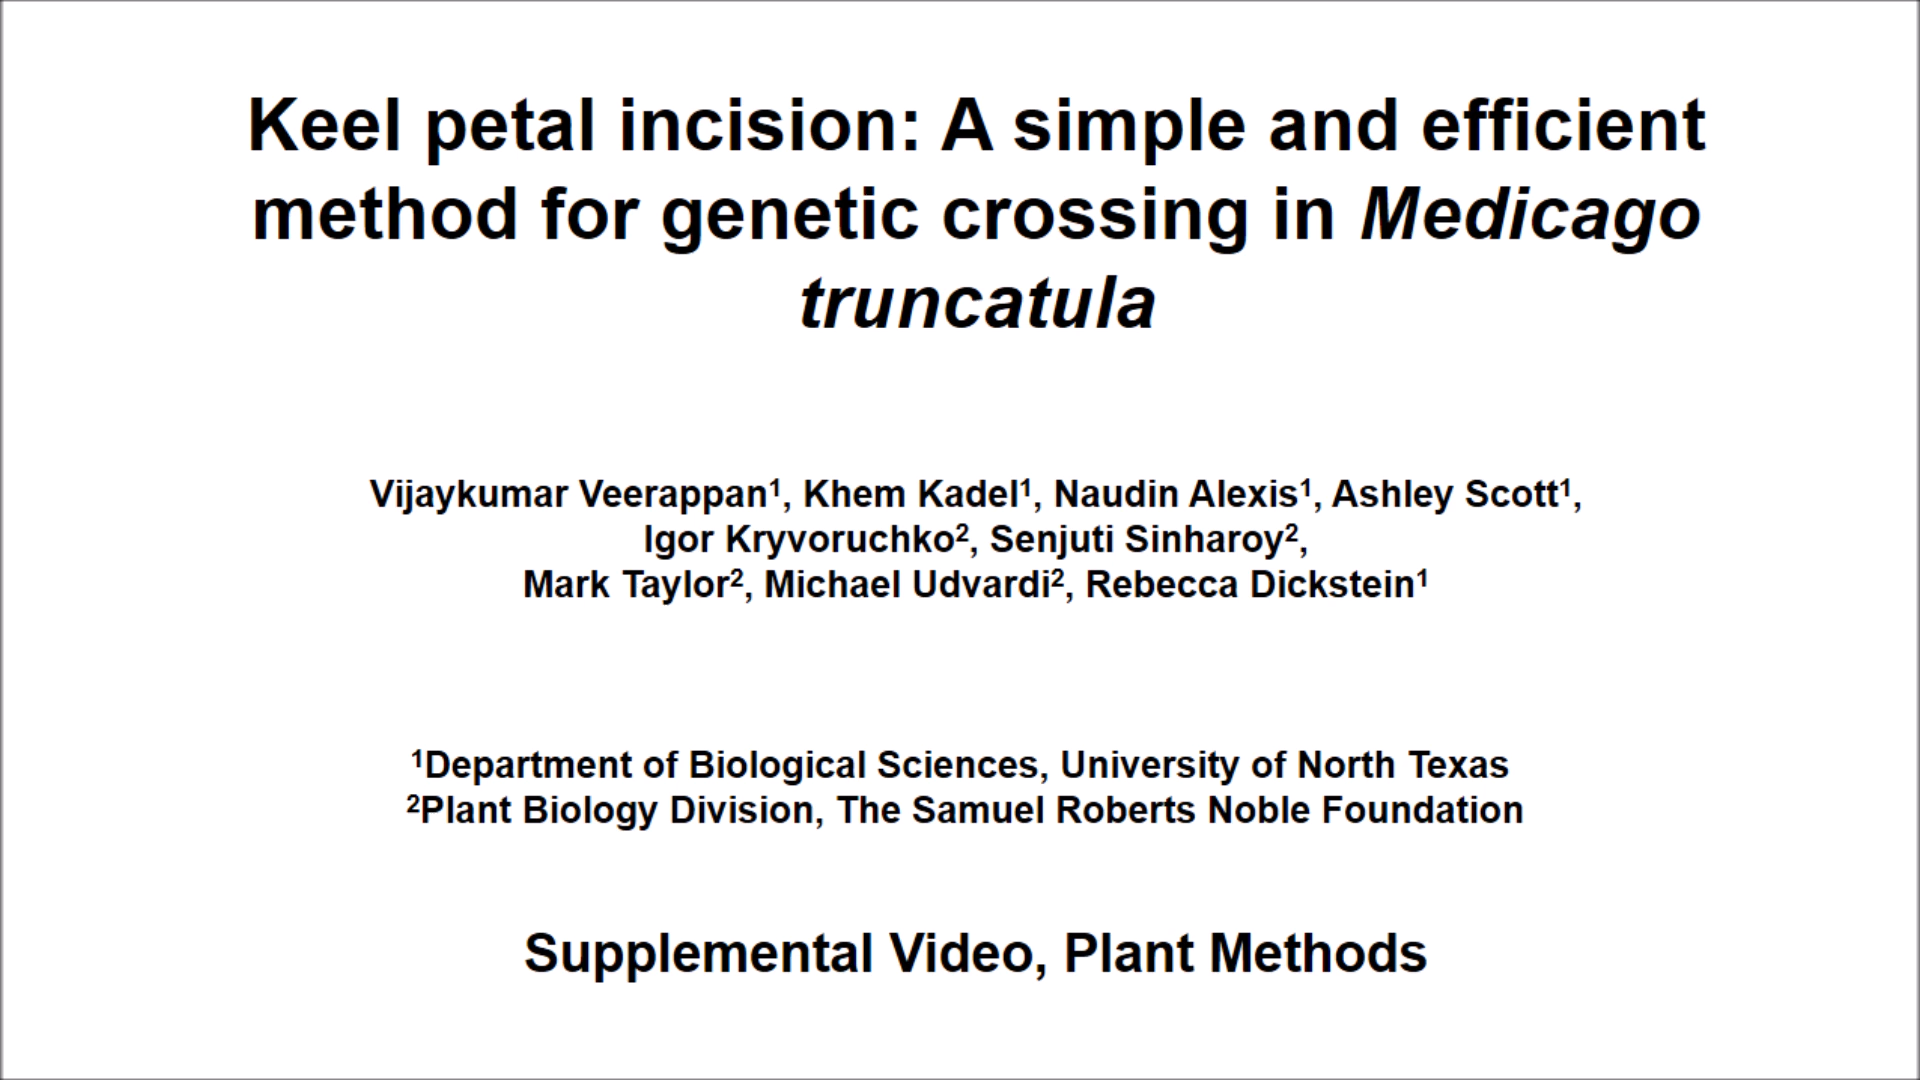 Keel petal incision: A simple and efficient
method for genetic crossing in Medicago
truncatula
Vijaykumar Veerappan¹, Khem Kadel¹, Naudin Alexis¹, Ashley Scott¹,
Igor Kryvoruchko², Senjuti Sinharoy²,
Mark Taylor², Michael Udvardi², Rebecca Dickstein¹
¹Department of Biological Sciences, University of North Texas
²Plant Biology Division, The Samuel Roberts Noble Foundation
Supplemental Video, Plant Methods